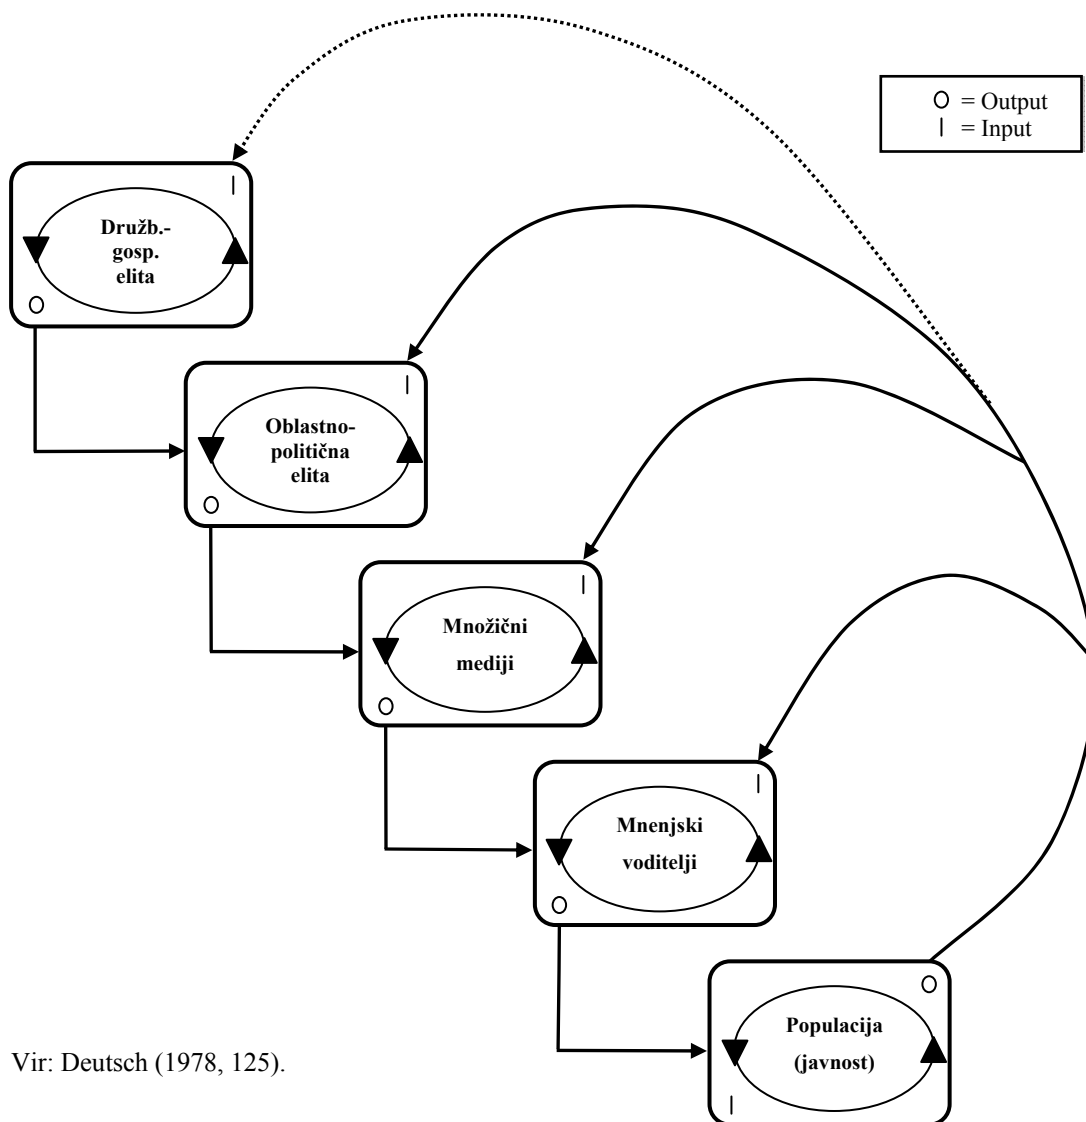 O = Output
I = Input
I
Družb.-
gosp.
elita
O
I
Oblastno-
politična
elita
O
I
Množični
mediji
O
I
Mnenjski
voditelji
O
O
Populacija
(javnost)
I
Vir: Deutsch (1978, 125).